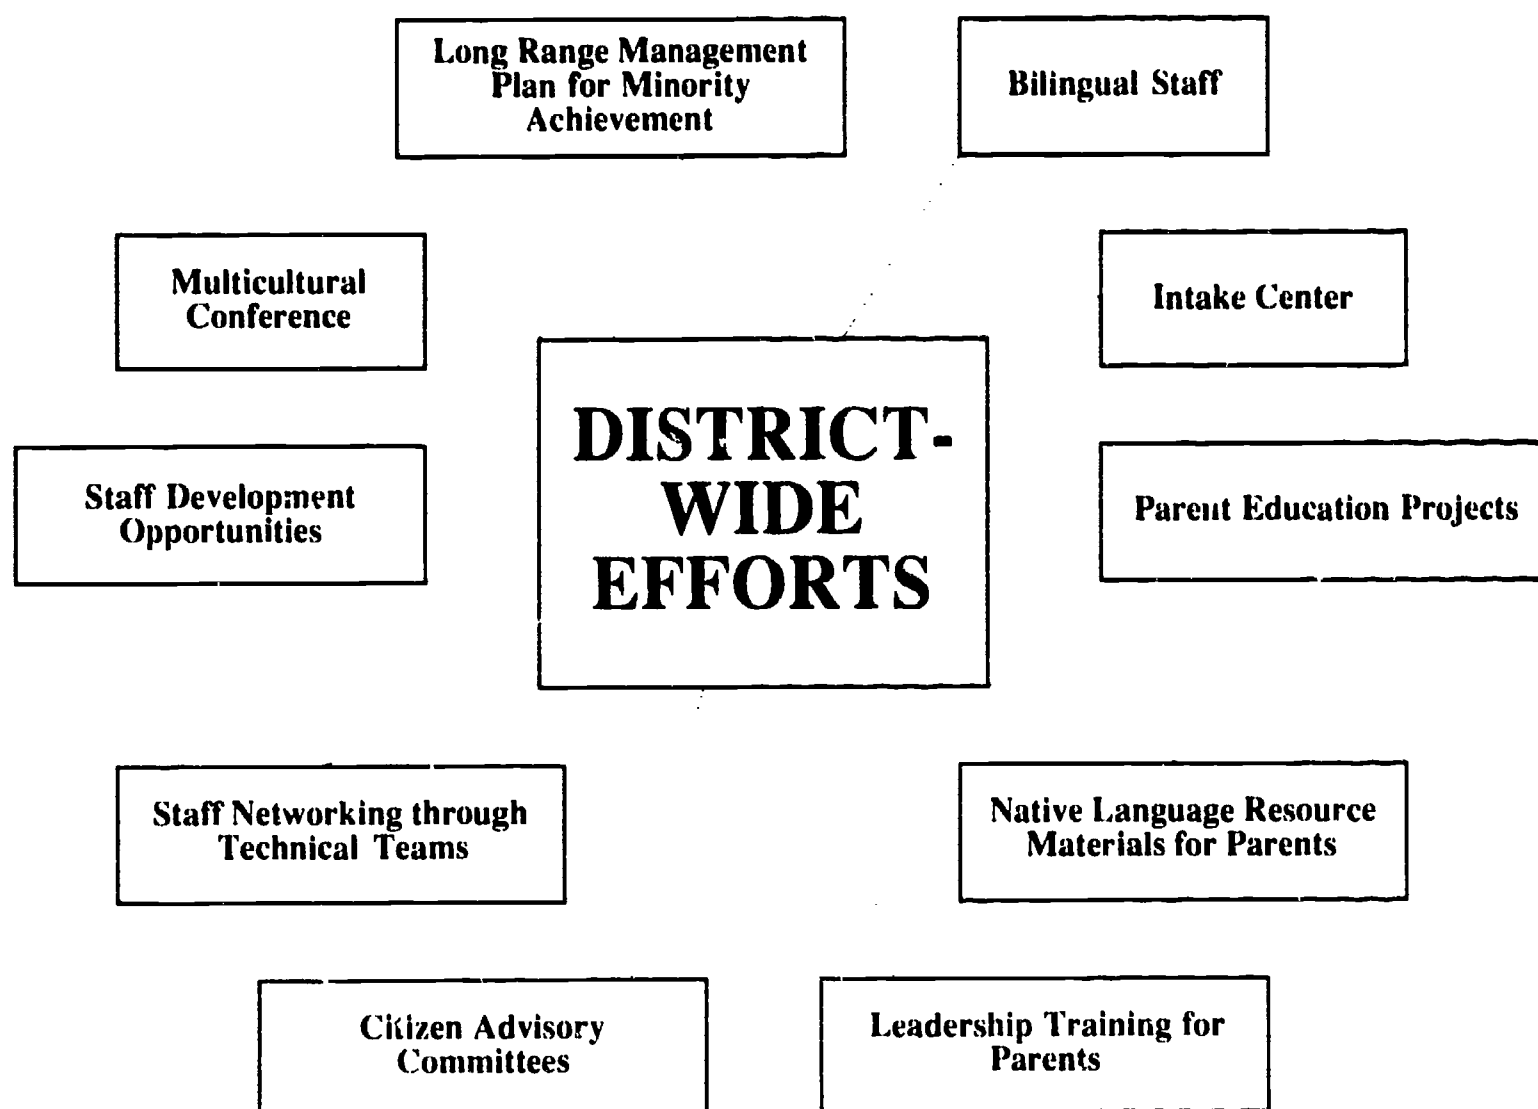 Long Range Management
Plan for Minority
Achievement
Bilingual Staff
Multicultural
Conference
Intake Center
DISTRICT-
WIDE
EFFORTS
Staff Development
Opportunities
Parent Education Projects
Staff Networking through
Technical Teams
Native Language Resource
Materials for Parents
Citizen Advisory
Committees
Leadership Training for
Parents